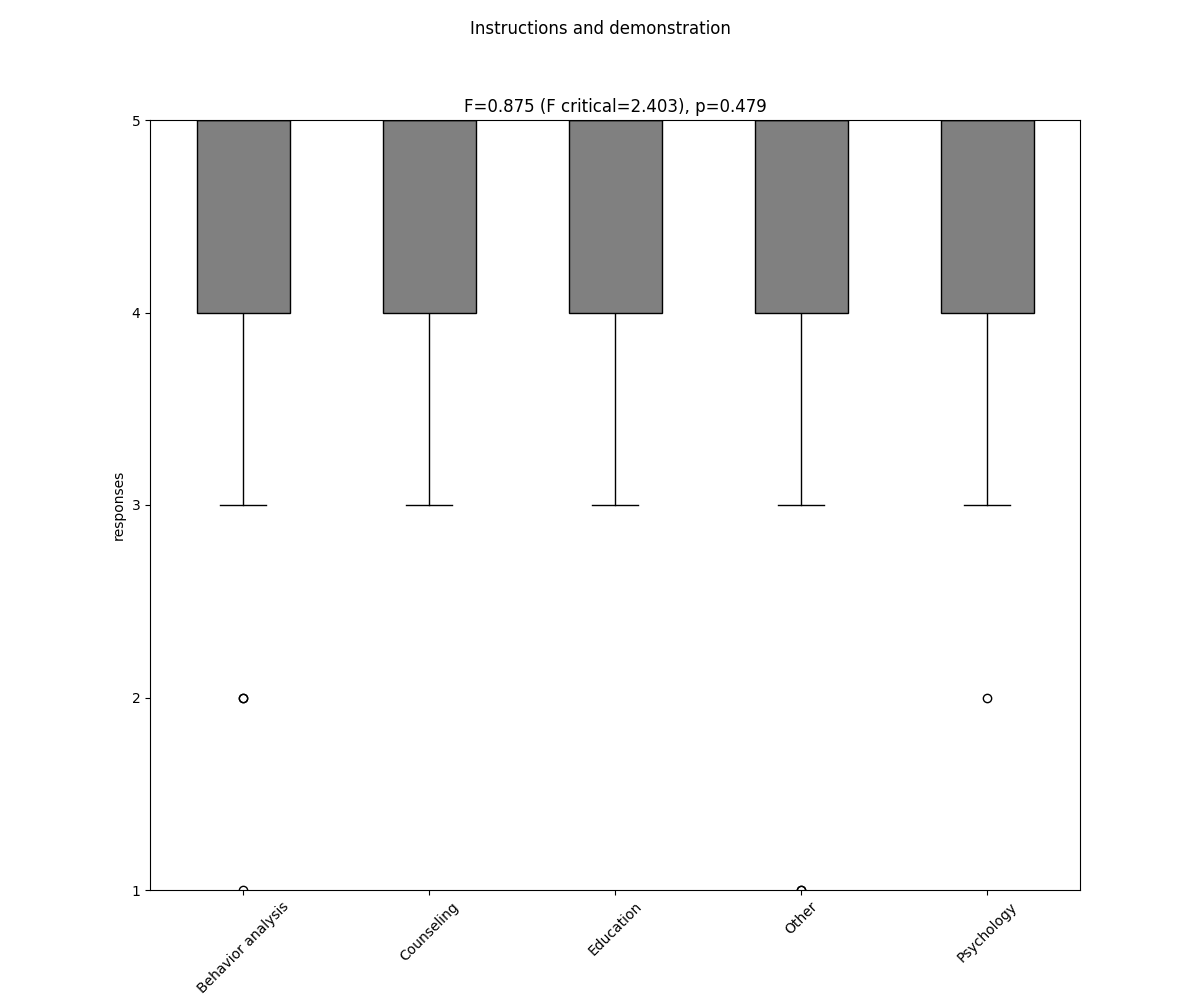 Instructions and demonstration
F=0.875 (F critical=2.403), p=0.479
5
4
3
2
1
responses
Behavior analysis
Counseling
Education
Other
Psychology